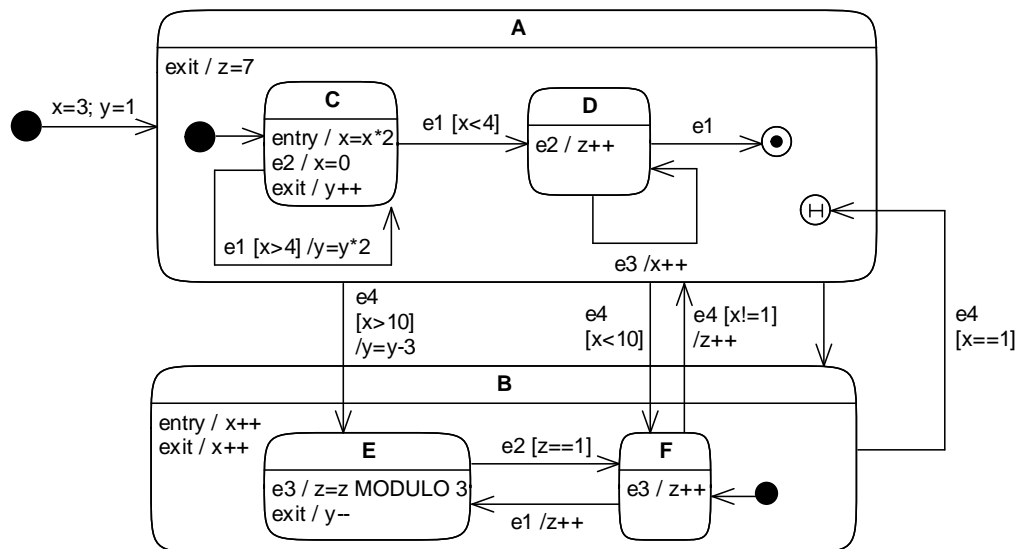 A
exit / z=7
x=3; y=1
C
entry / x=x*2
e2 / x=0
exit / y++
e1 [x<4]
D
e2 / z++
e1
H
e1 [x>4] /y=y*2
e3 /x++
e4
[x>10]
/y=y-3
e4
[x<10]
e4 [x!=1]
/z++
e4
[x==1]
B
entry / x++
exit / x++
E
e3 / z=z MODULO 3
exit / y--
e2 [z==1]
e1 /z++
F
e3 / z++